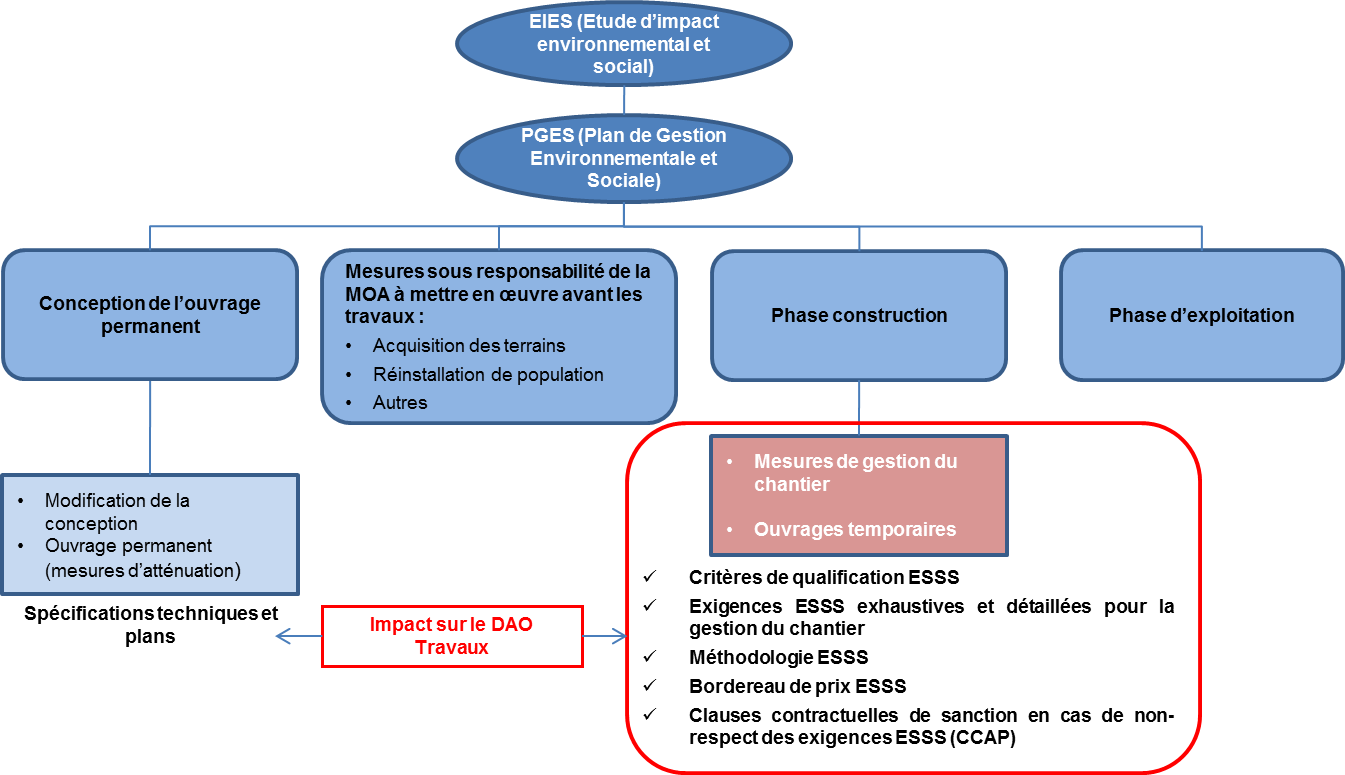 EIES (Etude d’impact
environnemental et
social)
PGES (Plan de Gestion
Environnementale et
Sociale)
Conception de l’ouvrage
permanent
Mesures sous responsabilité de la
MOA à mettre en œuvre avant les
travaux :
• Acquisition des terrains
• Réinstallation de population
• Autres
Phase construction
Phase d’exploitation
• Modification de la
conception
• Ouvrage permanent
(mesures d’atténuation)
Spécifications techniques et
plans
Impact sur le DAO
Travaux
• Mesures de gestion du
chantier
• Ouvrages temporaires
✓ Critères de qualification ESSS
✓ Exigences ESSS exhaustives et détaillées pour la
gestion du chantier
✓ Méthodologie ESSS
✓ Bordereau de prix ESSS
✓ Clauses contractuelles de sanction en cas de non-
respect des exigences ESSS (CCAP)